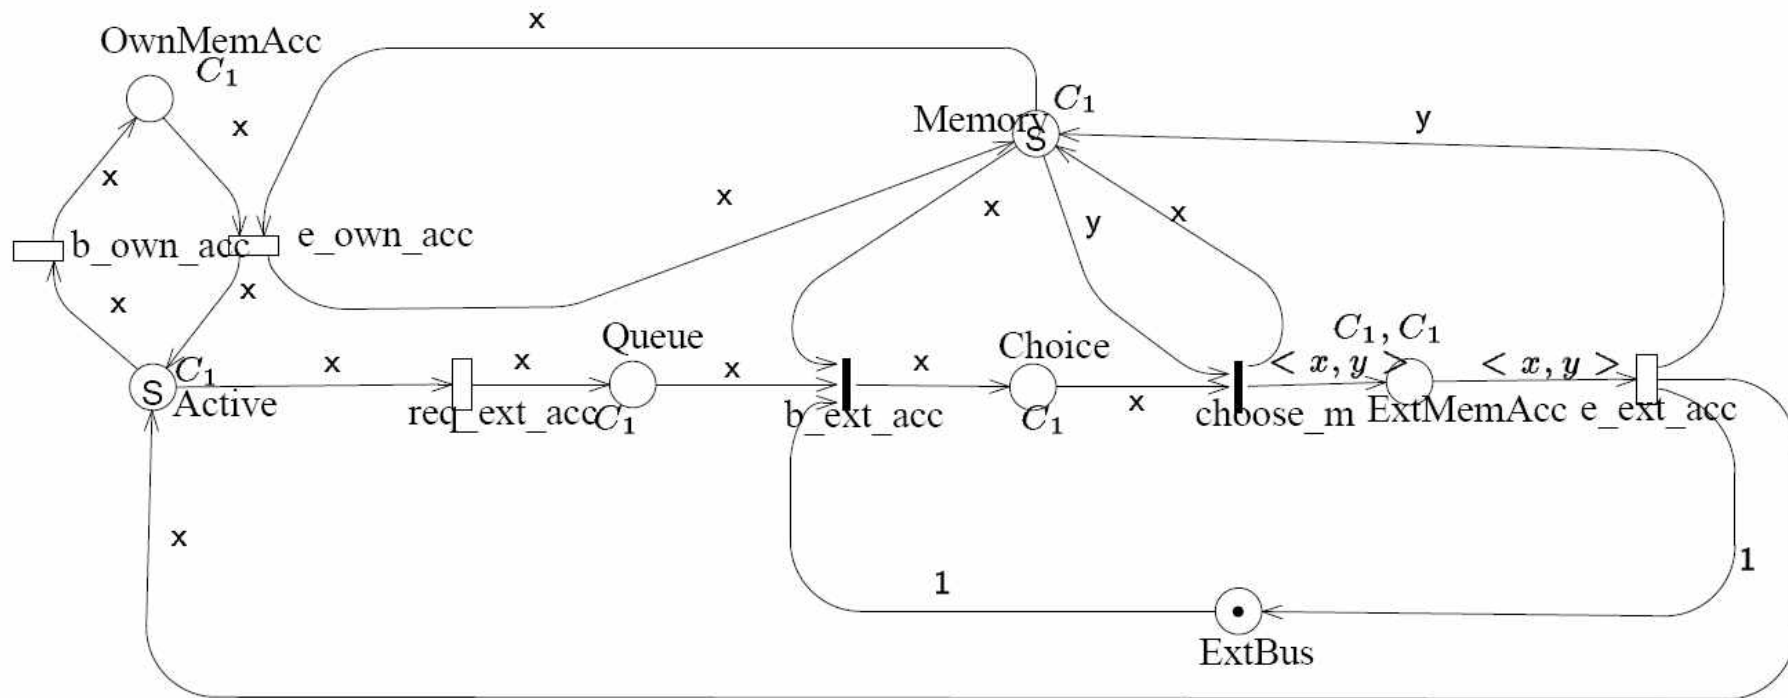 x
OwnMemAcc
C₁
C₁
Memory
S
y
x
x
x
x
y
x
b_own_acc
e_own_acc
x
x
Queue
Choice
C₁, C₁
C₁
S
Active
x
x
x
x
< x, y >
< x, y >
req_ext_acc
C₁
b_ext_acc
C₁
x
choose_m
ExtMemAcc
e_ext_acc
x
1
1
ExtBus